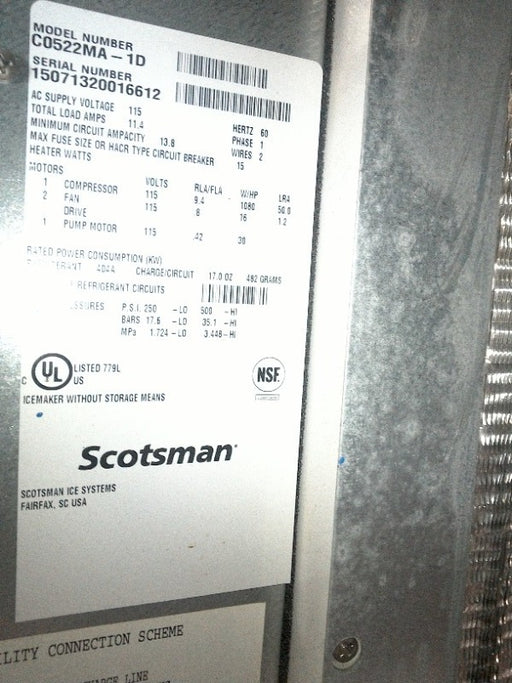 MODEL NUMBER
C0522MA-1D
SERIAL NUMBER
15071320016612
AC SUPPLY VOLTAGE 115 HERTZ 60
TOTAL LOAD AMPS 11.4 PHASE 1
MINIMUM CIRCUIT AMPACITY 13.8 WIRES 2
MAX FUSE SIZE OR HACR TYPE CIRCUIT BREAKER 15
HEATER WATTS
MOTORS VOLTS RLA/FLA W/HP LRA
1 COMPRESSOR 115 9.4 1080 50.0
2 FAN 115 8 16 1.2
DRIVE
1 PUMP MOTOR 115 .42 30
RATED POWER CONSUMPTION (KW)
404A CHARGE/CIRCUIT 17.0 OZ 482 GRAMS
REFRIGERANT CIRCUITS
P.S.I. 250 -LO 500 -HI
BARS 17.6 -LO 35.1 -HI
MPa 1.724 -LO 3.448-HI
C UL US LISTED 779L
NSF
ICEMAKER WITHOUT STORAGE MEANS
Scotsman
SCOTSMAN ICE SYSTEMS
FAIRFAX, SC USA
CONNECTION SCHEME
LINE